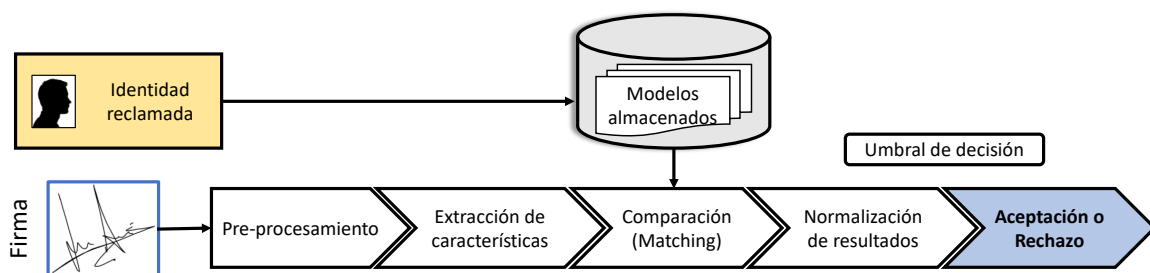 Identidad
reclamada
Modelos
almacenados
Umbral de decisión
Firma
Pre-procesamiento
Extracción de
características
Comparación
(Matching)
Normalización
de resultados
Aceptación o
Rechazo